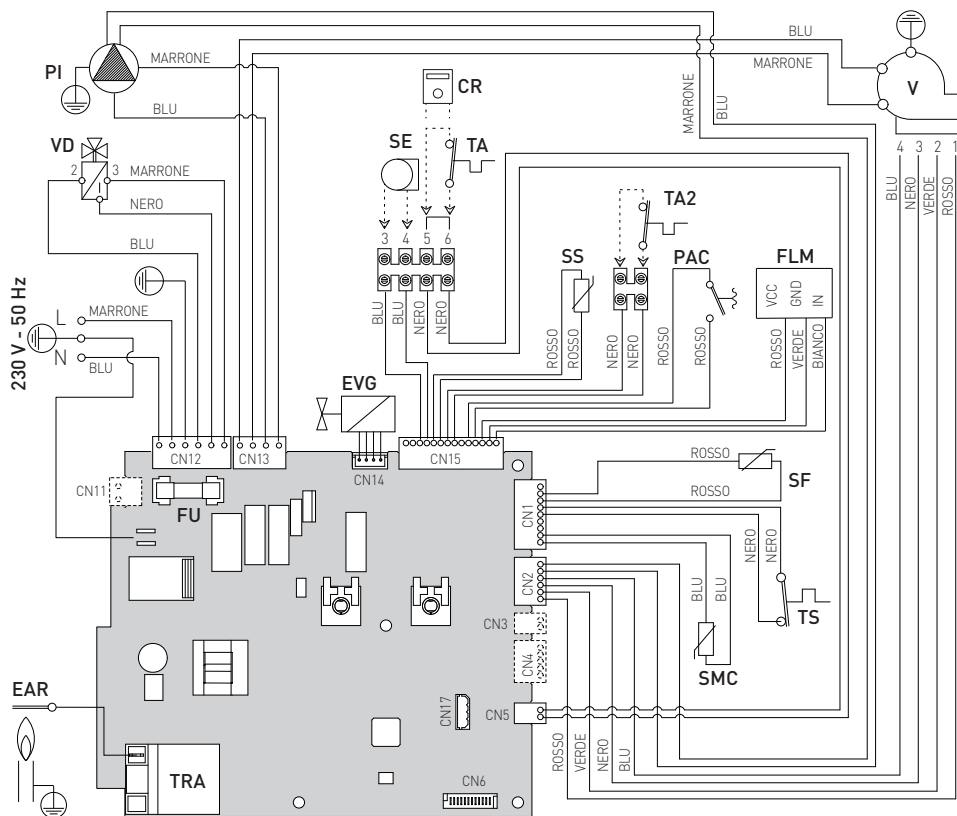 PI
MARRONE
BLU
VD
2
3
MARRONE
NERO
BLU
230 V - 50 Hz
L
MARRONE
N
BLU
CR
SE
TA
3 4 5 6
BLU
BLU
NERO
NERO
MARRONE
BLU
BLU
MARRONE
V
4 3 2 1
BLU
NERO
VERDE
ROSSO
SS
ROSSO
ROSSO
TA2
NERO
NERO
PAC
ROSSO
ROSSO
FLM
VCC
GND
IN
ROSSO
VERDE
BIANCO
EVG
CN11
CN12
CN13
CN14
CN15
FU
CN1
ROSSO
SF
ROSSO
NERO
NERO
TS
CN2
BLU
BLU
SMC
CN3
CN4
CN17
CN5
CN6
ROSSO
VERDE
NERO
BLU
EAR
TRA